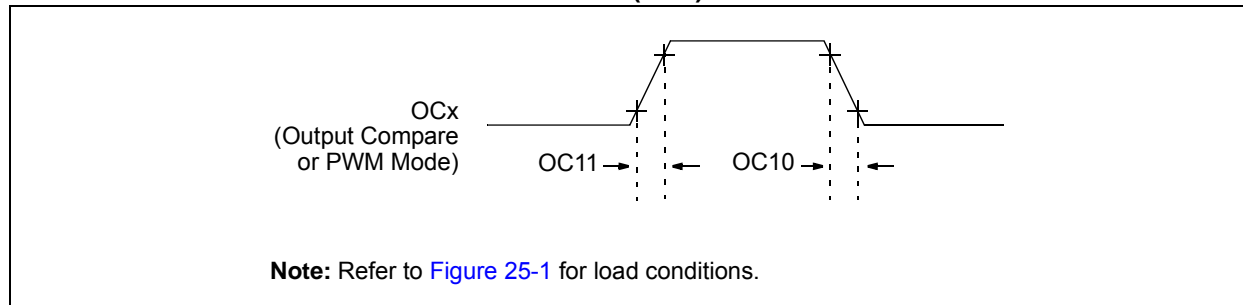 OCx
(Output Compare
or PWM Mode)
OC11
OC10
Note: Refer to Figure 25-1 for load conditions.